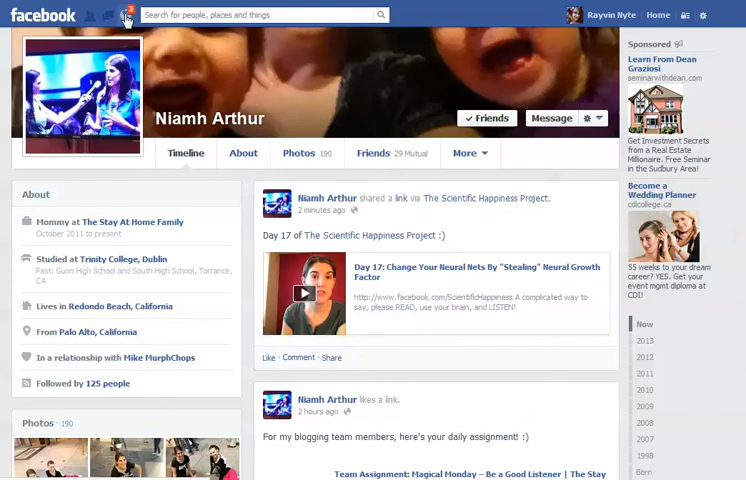 facebook
3
Search for people, places and things
Rayvin Nyte
Home
Niamh Arthur
Friends
Message
Timeline
About
Photos 190
Friends 29 Mutual
More
About
Mommy at The Stay At Home Family
October 2011 to present
Studied at Trinity College, Dublin
Past: Gunn High School and South High School, Torrance,
CA
Lives in Redondo Beach, California
From Palo Alto, California
In a relationship with Mike MurphChops
Followed by 125 people
Photos · 190
Niamh Arthur shared a link via The Scientific Happiness Project.
2 minutes ago
Day 17 of The Scientific Happiness Project :)
Day 17: Change Your Neural Nets By "Stealing" Neural Growth
Factor
http://www.facebook.com/ScientificHappiness A complicated way to
say, please READ, use your brain, and LISTEN!
Like · Comment · Share
Niamh Arthur likes a link.
2 hours ago
For my blogging team members, here's your daily assignment! :)
Team Assignment: Magical Monday – Be a Good Listener | The Stay
Sponsored
Learn From Dean
Graziosi
seminarwithdean.com
Get Investment Secrets
from a Real Estate
Millionaire. Free Seminar
in the Sudbury Area!
Become a
Wedding Planner
cdicollege.ca
55 weeks to your dream
career? YES. Get your
event mgmt diploma at
CDI!
Now
2013
2012
2011
2010
2009
2008
2007
1998
Born